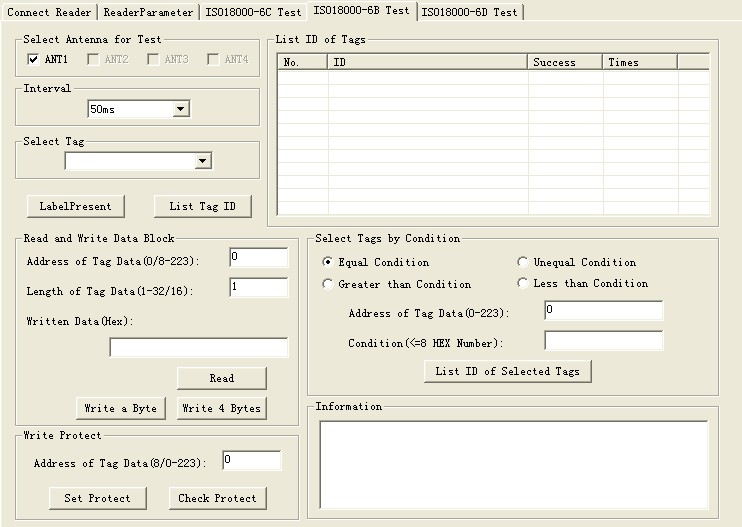 Connect Reader ReaderParameter ISO18000-6C Test ISO18000-6B Test ISO18000-6D Test
Select Antenna for Test
ANT1 ANT2 ANT3 ANT4
Interval
50ms
Select Tag
LabelPresent List Tag ID
List ID of Tags
No. ID Success Times
Read and Write Data Block
Address of Tag Data(0/8-223): 0
Length of Tag Data(1-32/16): 1
Written Data(Hex):
Read
Write a Byte Write 4 Bytes
Select Tags by Condition
Equal Condition Unequal Condition
Greater than Condition Less than Condition
Address of Tag Data(0-223): 0
Condition(<=8 HEX Number):
List ID of Selected Tags
Write Protect
Address of Tag Data(8/0-223): 0
Set Protect Check Protect
Information